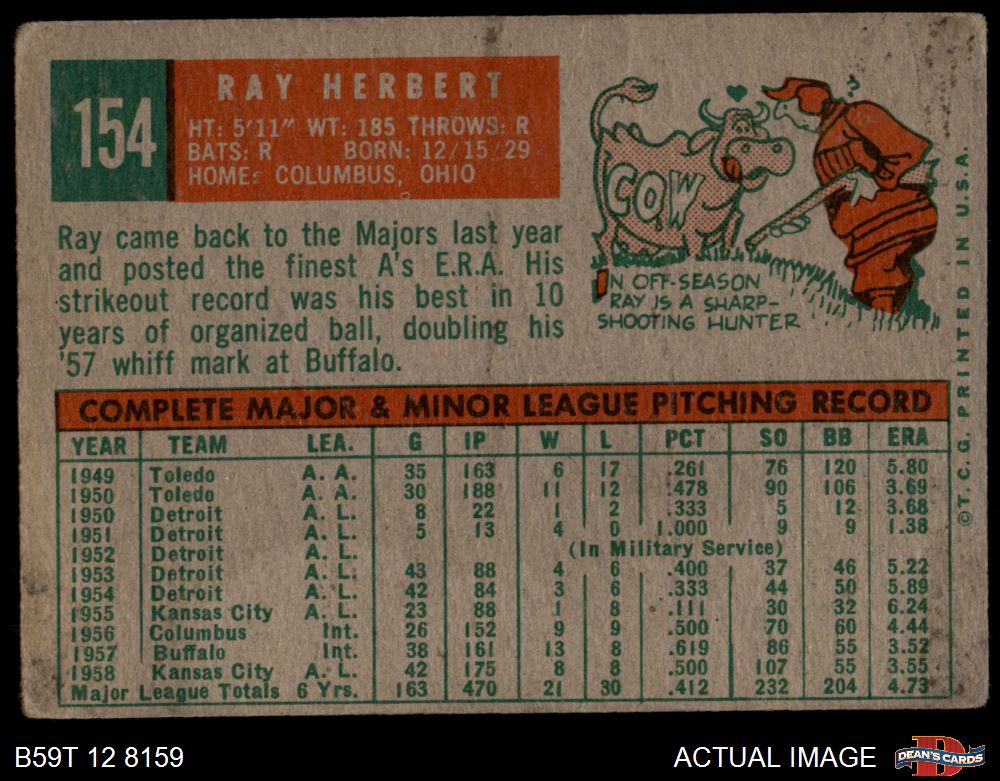 154
RAY HERBERT
HT: 5'11" WT: 185 THROWS: R
BATS: R BORN: 12/15/29
HOME: COLUMBUS, OHIO
Ray came back to the Majors last year
and posted the finest A's E.R.A. His
strikeout record was his best in 10
years of organized ball, doubling his
'57 whiff mark at Buffalo.
?
COW
IN OFF-SEASON
RAY IS A SHARP-
SHOOTING HUNTER
©T. C. G. PRINTED IN U.S.A.
COMPLETE MAJOR & MINOR LEAGUE PITCHING RECORD
YEAR TEAM LEA. G IP W L PCT SO BB ERA
1949 Toledo A. A. 35 163 6 17 .261 76 120 5.80
1950 Toledo A. A. 30 188 11 12 .478 90 106 3.69
1950 Detroit A. L. 8 22 1 2 .333 5 12 3.68
1951 Detroit A. L. 5 13 4 0 1.000 9 9 1.38
1952 Detroit A. L. (In Military Service)
1953 Detroit A. L. 43 88 4 6 .400 37 46 5.22
1954 Detroit A. L. 42 84 3 6 .333 44 50 5.89
1955 Kansas City A. L. 23 88 1 8 .111 30 32 6.24
1956 Columbus Int. 26 152 9 9 .500 70 60 4.44
1957 Buffalo Int. 38 161 13 8 .619 86 55 3.52
1958 Kansas City A. L. 42 175 8 8 .500 107 55 3.55
Major League Totals 6 Yrs. 163 470 21 30 .412 232 204 4.73
B59T 12 8159
ACTUAL IMAGE
D
DEAN'S CARDS